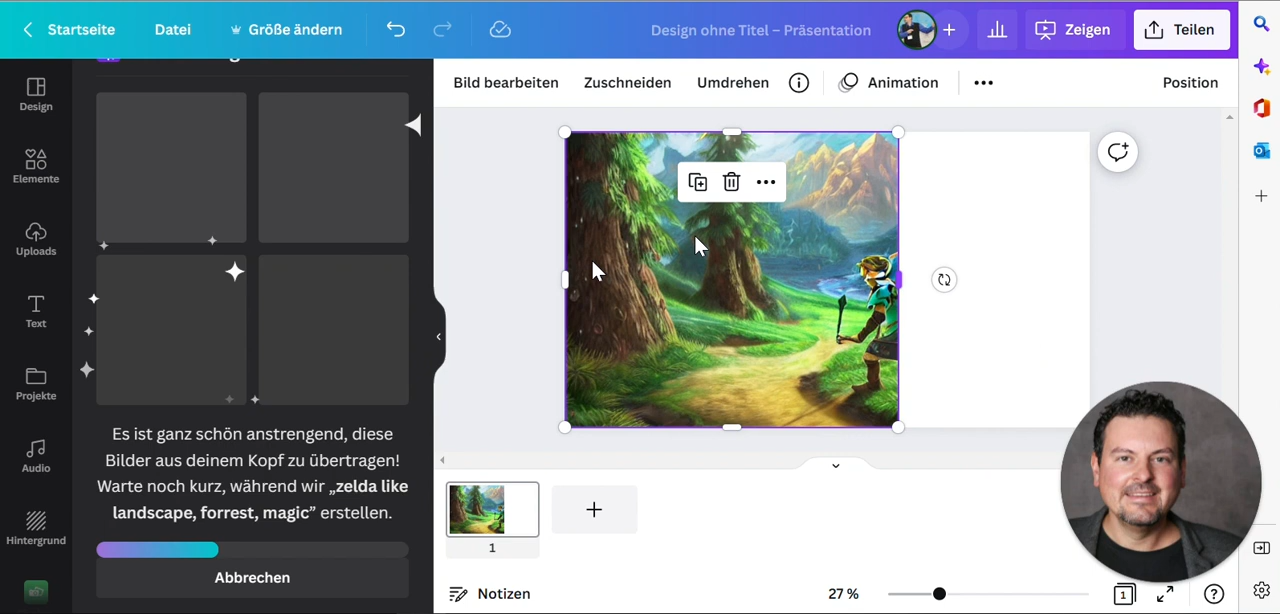 Startseite
Datei
Größe ändern
Design ohne Titel – Präsentation
Zeigen
Teilen
Bild bearbeiten
Zuschneiden
Umdrehen
Animation
Position
Design
Elemente
Uploads
Text
Projekte
Audio
Hintergrund
Es ist ganz schön anstrengend, diese
Bilder aus deinem Kopf zu übertragen!
Warte noch kurz, während wir „zelda like
landscape, forrest, magic” erstellen.
Abbrechen
1
Notizen
27 %
1